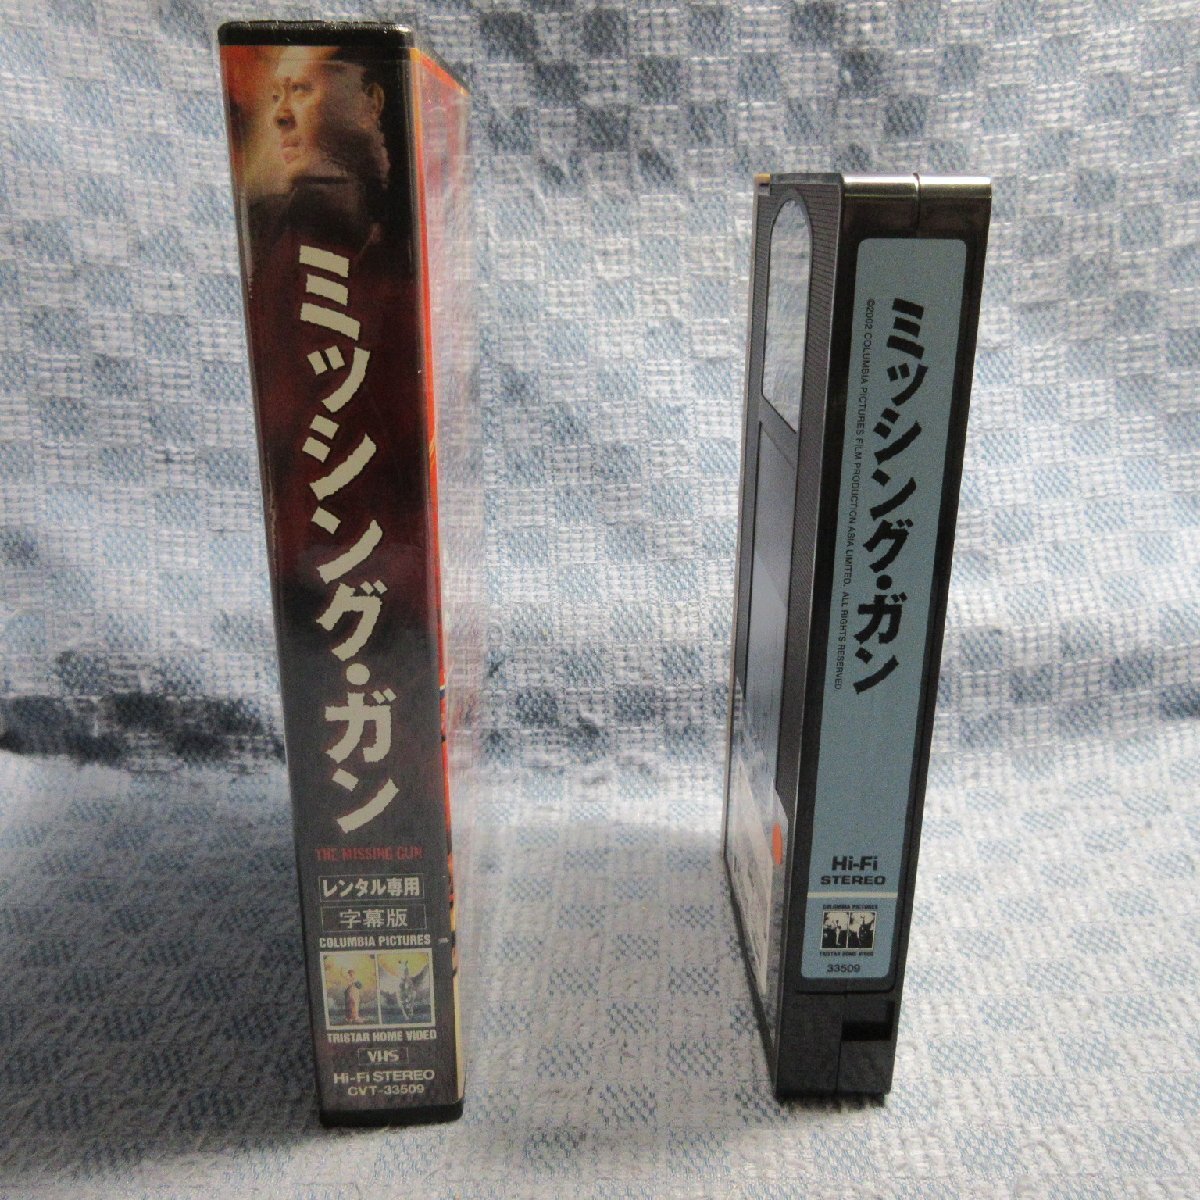 ミッシング・ガン
THE MISSING GUN
レンタル専用
字幕版
COLUMBIA PICTURES
TRISTAR HOME VIDEO
VHS
Hi-Fi STEREO
CVT-33509
ミッシング・ガン
©2002 COLUMBIA PICTURES FILM PRODUCTION ASIA LIMITED. ALL RIGHTS RESERVED.
Hi-Fi
STEREO
COLUMBIA PICTURES
TRISTAR HOME VIDEO
33509